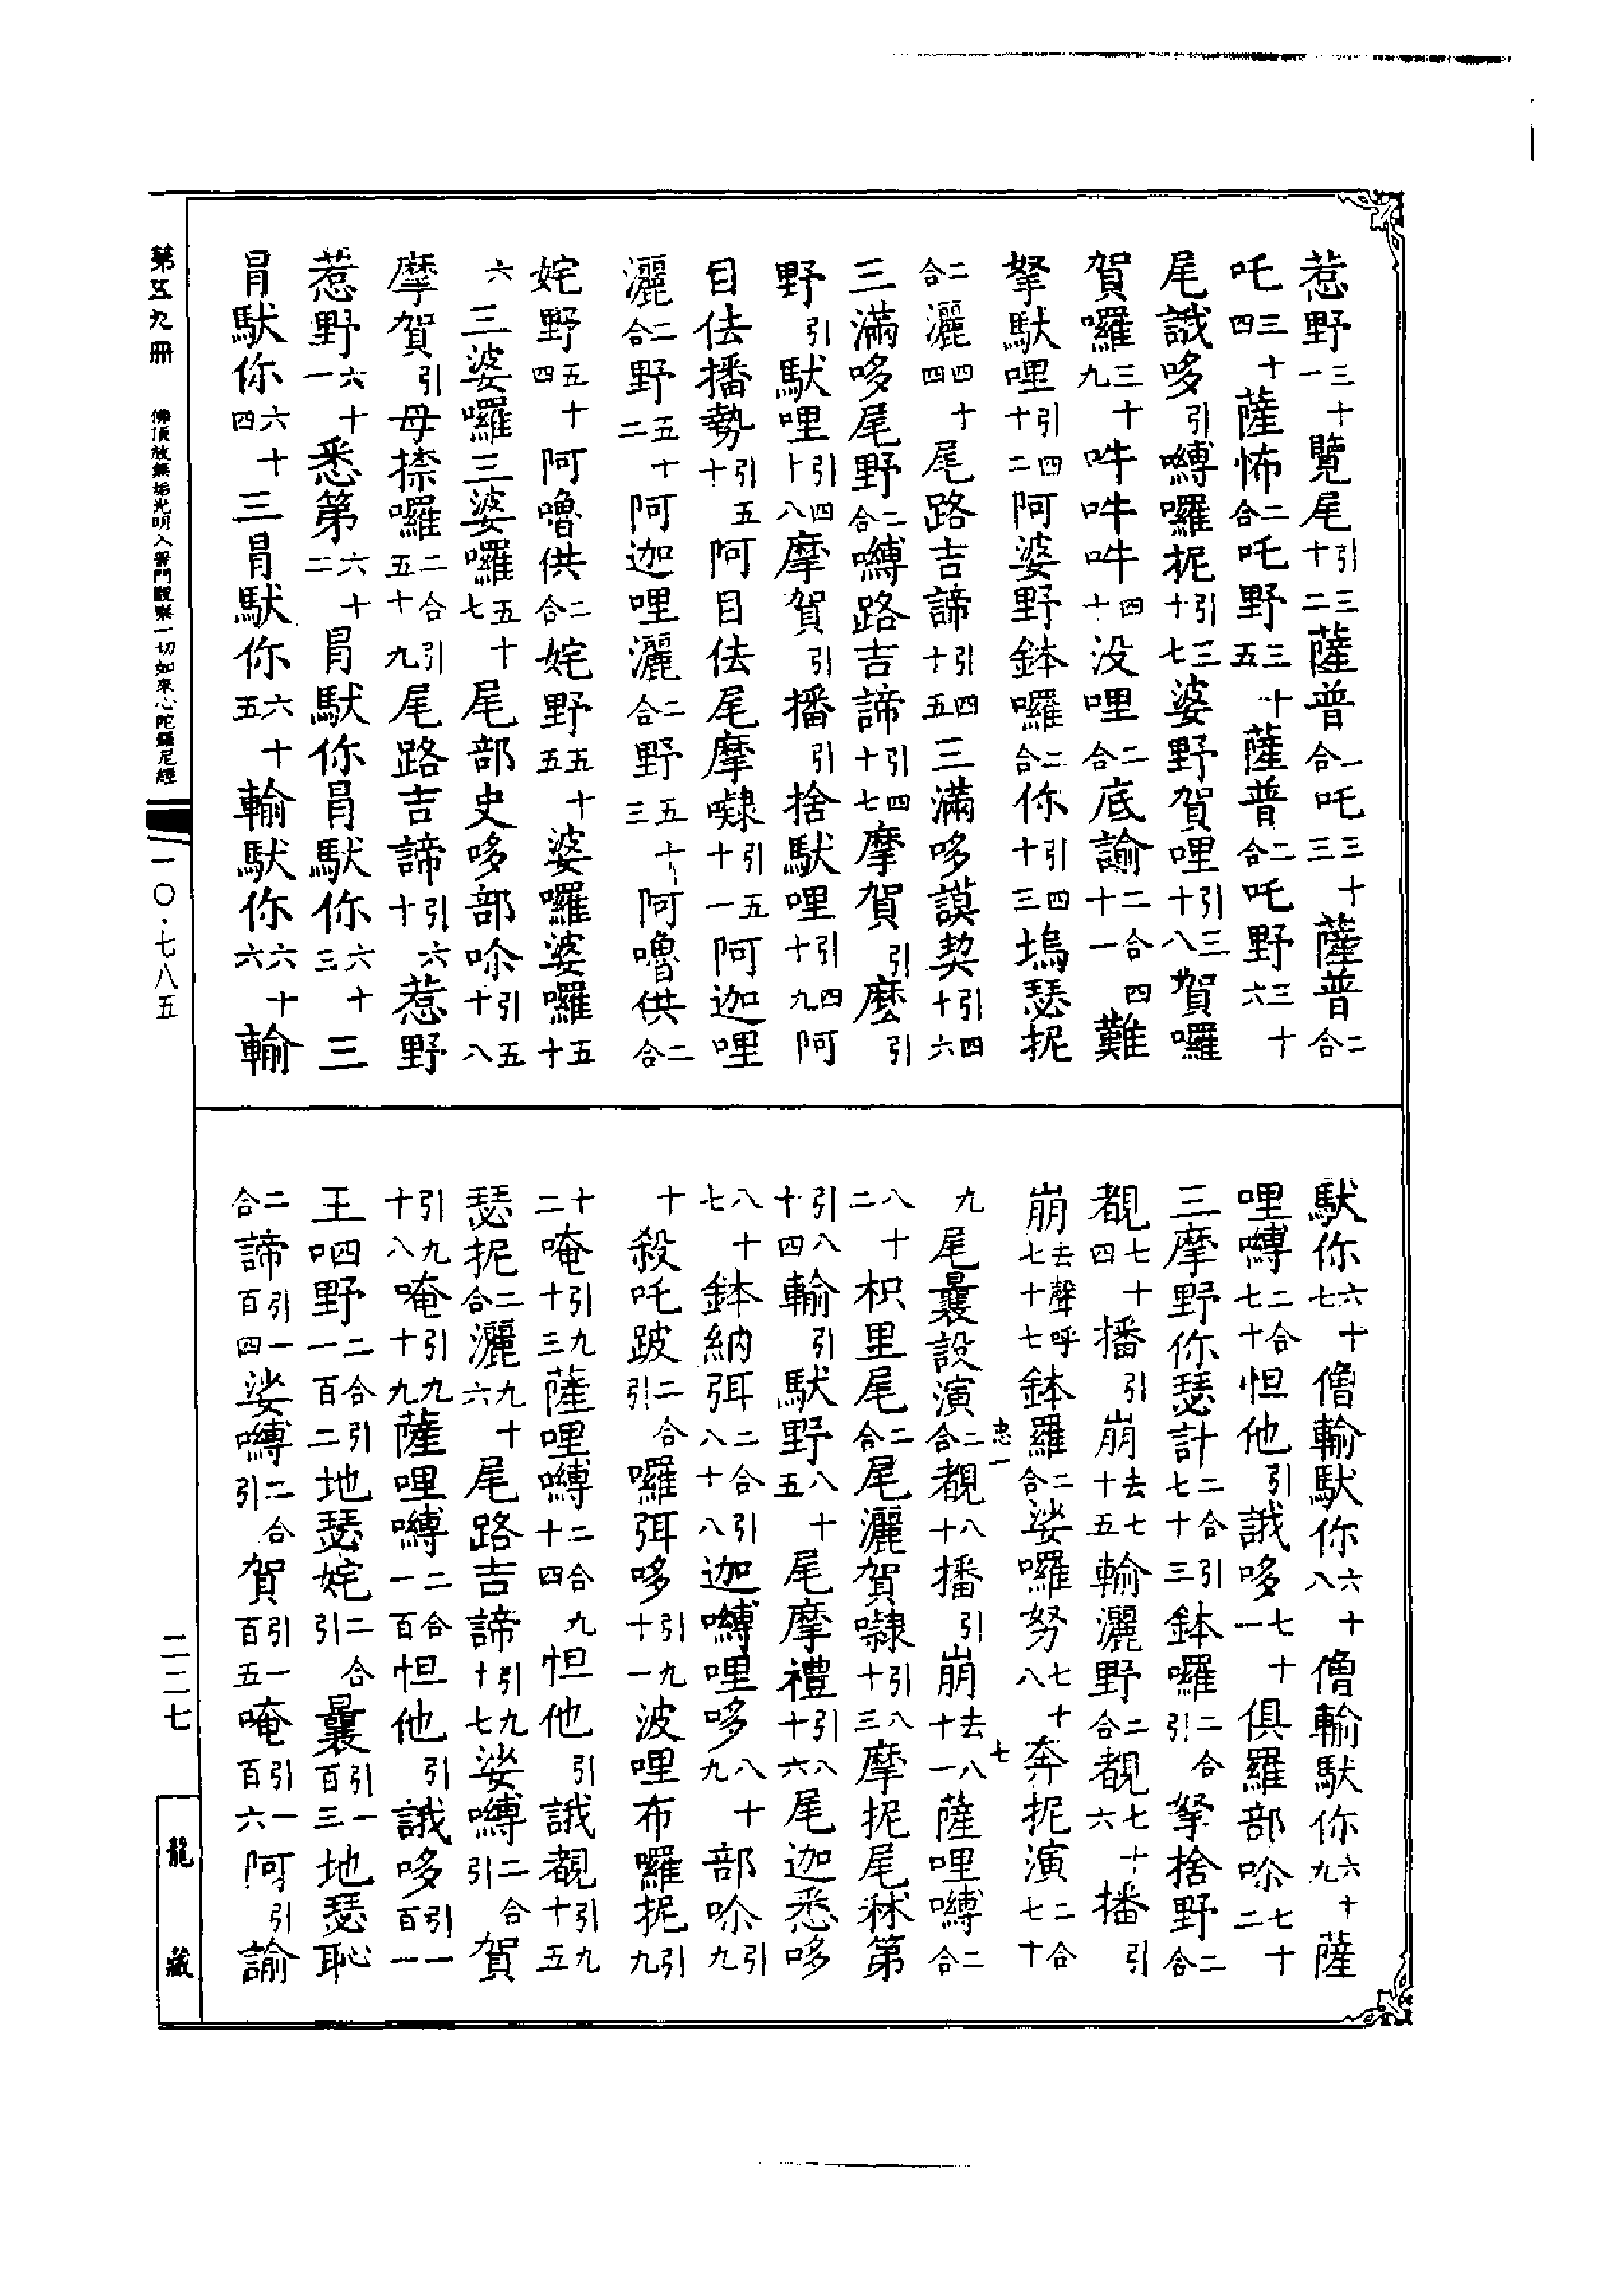 惹野三十一覽尾引三十二薩普二合吒三十三薩普二合
吒三十四薩怖二合吒野三十五薩普二合吒野三十六
尾誐哆引嚩囉抳引三十七婆野賀哩引三十八賀囉
賀囉三十九吽吽吽四十没哩二合底諭二合四十一難
拏馱哩引四十二阿婆野鉢囉二合你引四十三塢瑟抳
二合灑四十四尾路吉諦引四十五三滿哆謨契引四十六
三滿哆尾野二合嚩路吉諦引四十七摩賀引麽引
野引馱哩引四十八摩賀引播引捨馱哩引四十九阿
目佉播勢引五十阿目佉尾摩㘑引五十一阿迦哩
灑二合野五十二阿迦哩灑二合野五十三阿嚕供二合
姹野五十四阿嚕供二合姹野五十五婆囉婆囉五十
六三婆囉三婆囉五十七尾部史哆部吤引五十八
摩賀引母捺囉二合引五十九尾路吉諦引六十惹野
惹野六十一悉第六十二冐馱你冐馱你六十三三
冐馱你六十四三冐馱你六十五輸馱你六十六輸
馱你六十七僧輸馱你六十八僧輸馱你六十九薩
哩嚩二合七十怛他引誐哆七十一俱羅部吤七十二
三摩野你瑟計二合引七十三鉢囉二合引拏捨野二合
覩七十四播引崩去七十五輸灑野二合覩七十六播引
崩去聲呼七十七鉢羅二合娑囉努七十八奔抳演二合七十
九尾曩設演二合覩八十播引崩去八十一薩哩嚩二合
八十二枳里尾二合尾灑賀㘑引八十三摩抳尾秫第
引八十四輸引馱野八十五尾摩禮引八十六尾迦悉哆
八十七鉢納弭二合引八十八迦嚩哩哆八十九部吤引九
十殺吒跛二合引囉弭哆引九十一波哩布囉抳引九
十二唵引九十三薩哩嚩二合九十四怛他引誐覩引九十五
瑟抳二合灑九十六尾路吉諦引九十七娑嚩二合引賀
引九十八唵引九十九薩哩嚩二合一百怛他引誐哆引一百一
王呬野二合引一百二地瑟姹二合引曩引一百三地瑟恥
二合諦引一百四娑嚩二合引賀引一百五唵引一百六阿引諭
忠一
七
第五九冊
佛頂放無垢光明入普門觀察一切如來心陀羅尼經
一〇·七八五
二二七
龍藏